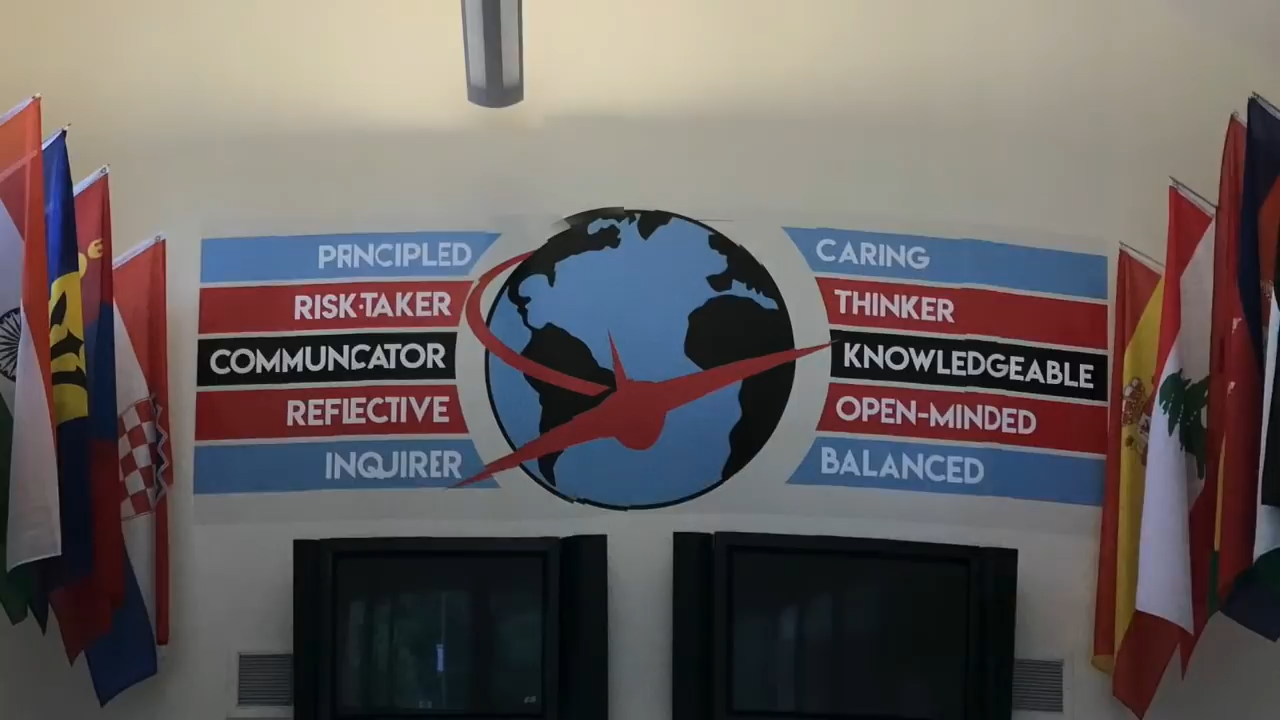 PRNCIPLED
RISK-TAKER
COMMUNCATOR
REFLECTIVE
INQUIRER
CARING
THINKER
KNOWLEDGEABLE
OPEN-MINDED
BALANCED